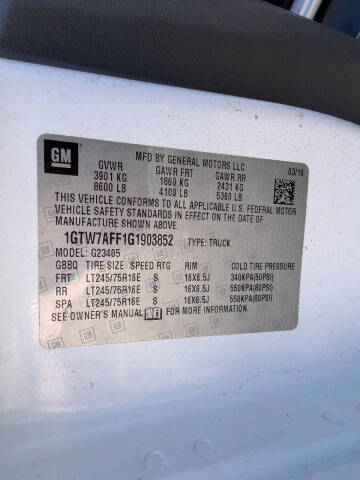 GM
MFD BY GENERAL MOTORS LLC
03/16
GVWR GAWR FRT GAWR RR
3901 KG 1860 KG 2431 KG
8600 LB 4100 LB 5360 LB
THIS VEHICLE CONFORMS TO ALL APPLICABLE U.S. FEDERAL MOTOR
VEHICLE SAFETY STANDARDS IN EFFECT ON THE DATE OF
MANUFACTURE SHOWN ABOVE.
1GTW7AFF1G1903852 TYPE: TRUCK
MODEL: G23405
GBBQ TIRE SIZE SPEED RTG RIM COLD TIRE PRESSURE
FRT LT245/75R16E S 16X6.5J 340KPA(50PSI)
RR LT245/75R16E S 16X6.5J 550KPA(80PSI)
SPA LT245/75R16E S 16X6.5J 550KPA(80PSI)
SEE OWNER'S MANUAL FOR MORE INFORMATION.